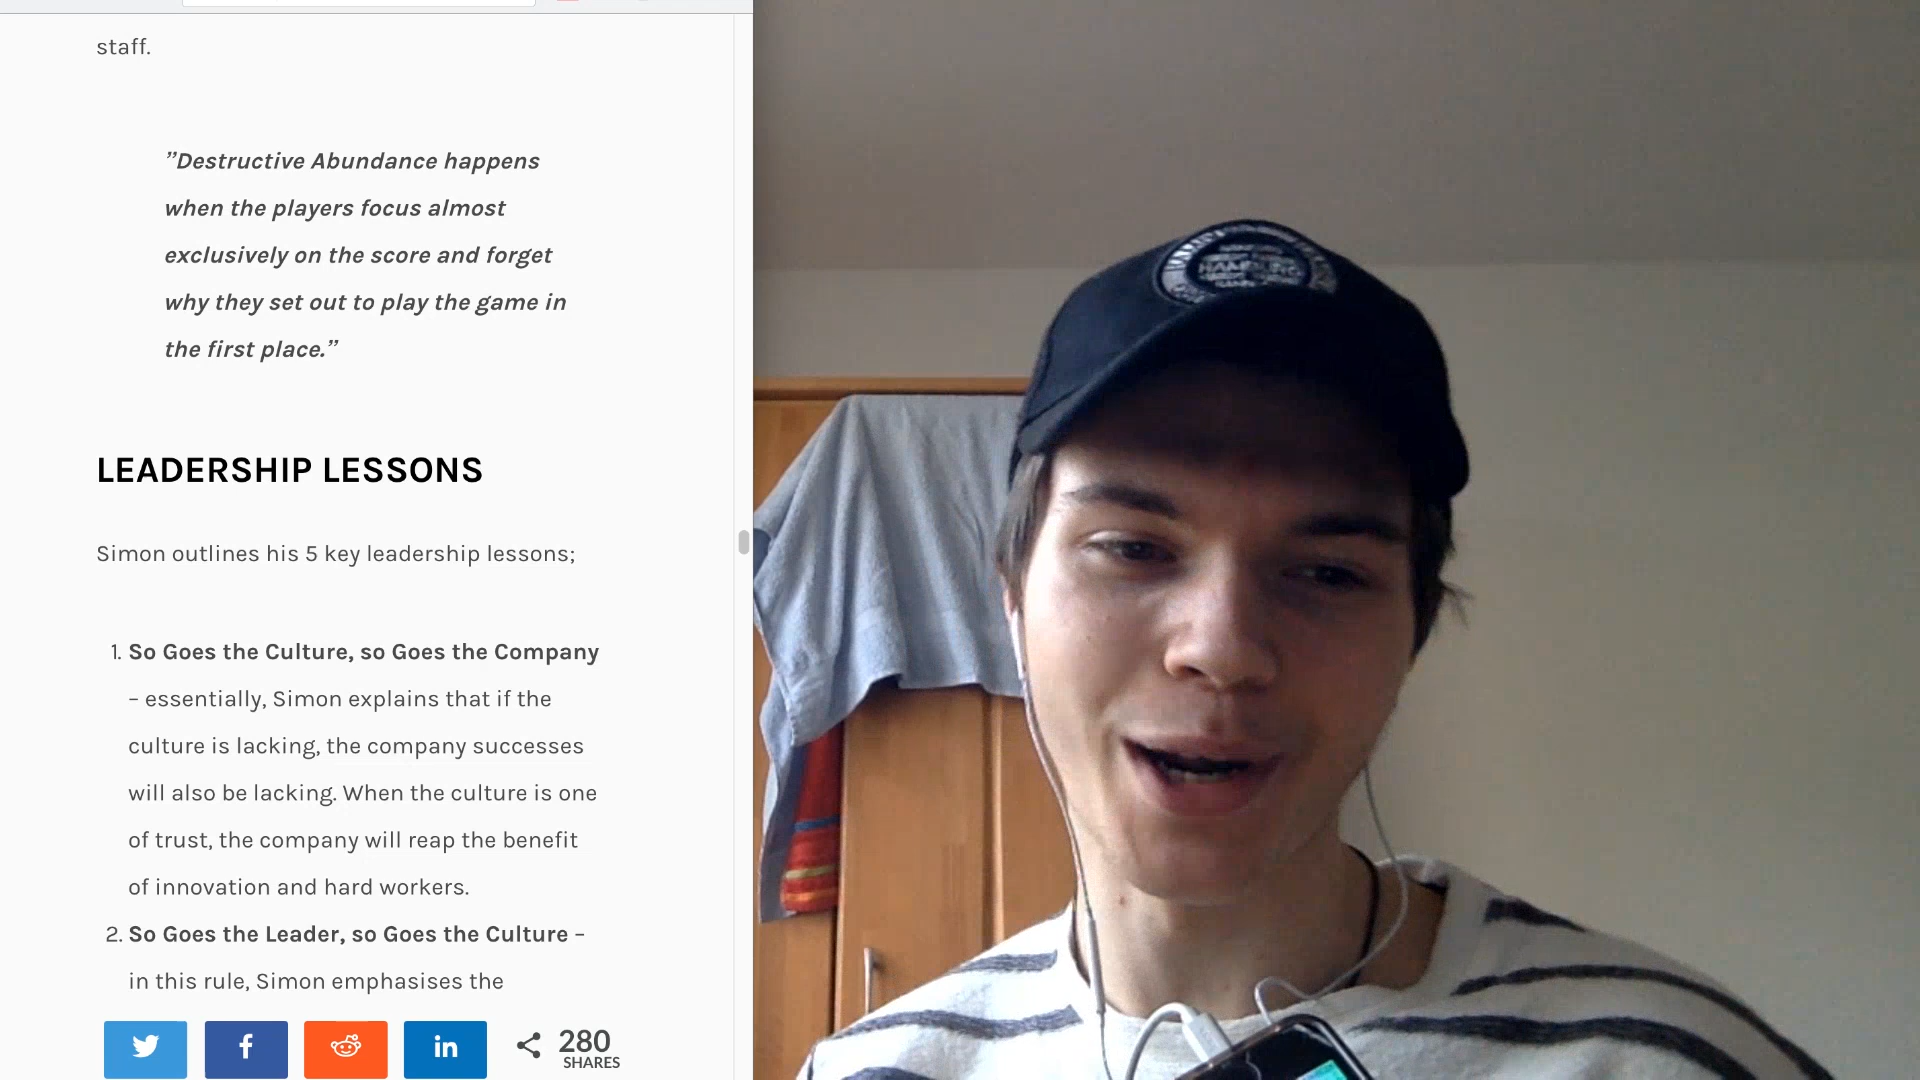 staff.
”Destructive Abundance happens
when the players focus almost
exclusively on the score and forget
why they set out to play the game in
the first place.”
LEADERSHIP LESSONS
Simon outlines his 5 key leadership lessons;
1. So Goes the Culture, so Goes the Company
– essentially, Simon explains that if the
culture is lacking, the company successes
will also be lacking. When the culture is one
of trust, the company will reap the benefit
of innovation and hard workers.
2. So Goes the Leader, so Goes the Culture –
in this rule, Simon emphasises the
280
SHARES
HAMBURG